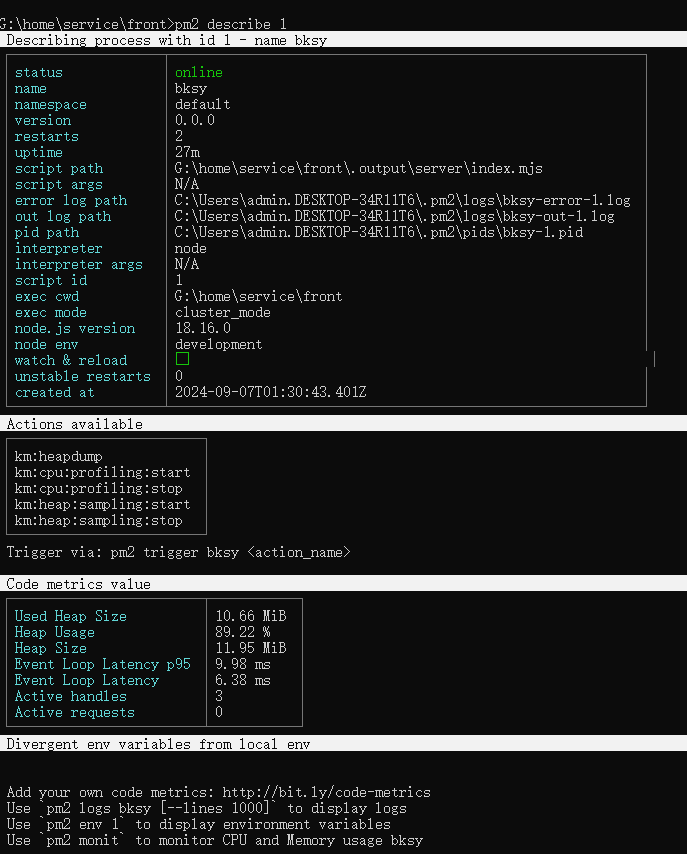 G:\home\service\front>pm2 describe 1
Describing process with id 1 - name bksy
status online
name bksy
namespace default
version 0.0.0
restarts 2
uptime 27m
script path G:\home\service\front\.output\server\index.mjs
script args N/A
error log path C:\Users\admin.DESKTOP-34R11T6\.pm2\logs\bksy-error-1.log
out log path C:\Users\admin.DESKTOP-34R11T6\.pm2\logs\bksy-out-1.log
pid path C:\Users\admin.DESKTOP-34R11T6\.pm2\pids\bksy-1.pid
interpreter node
interpreter args N/A
script id 1
exec cwd G:\home\service\front
exec mode cluster_mode
node.js version 18.16.0
node env development
watch & reload
unstable restarts 0
created at 2024-09-07T01:30:43.401Z
Actions available
km:heapdump
km:cpu:profiling:start
km:cpu:profiling:stop
km:heap:sampling:start
km:heap:sampling:stop
Trigger via: pm2 trigger bksy <action_name>
Code metrics value
Used Heap Size 10.66 MiB
Heap Usage 89.22 %
Heap Size 11.95 MiB
Event Loop Latency p95 9.98 ms
Event Loop Latency 6.38 ms
Active handles 3
Active requests 0
Divergent env variables from local env
Add your own code metrics: http://bit.ly/code-metrics
Use `pm2 logs bksy [--lines 1000]` to display logs
Use `pm2 env 1` to display environment variables
Use `pm2 monit` to monitor CPU and Memory usage bksy